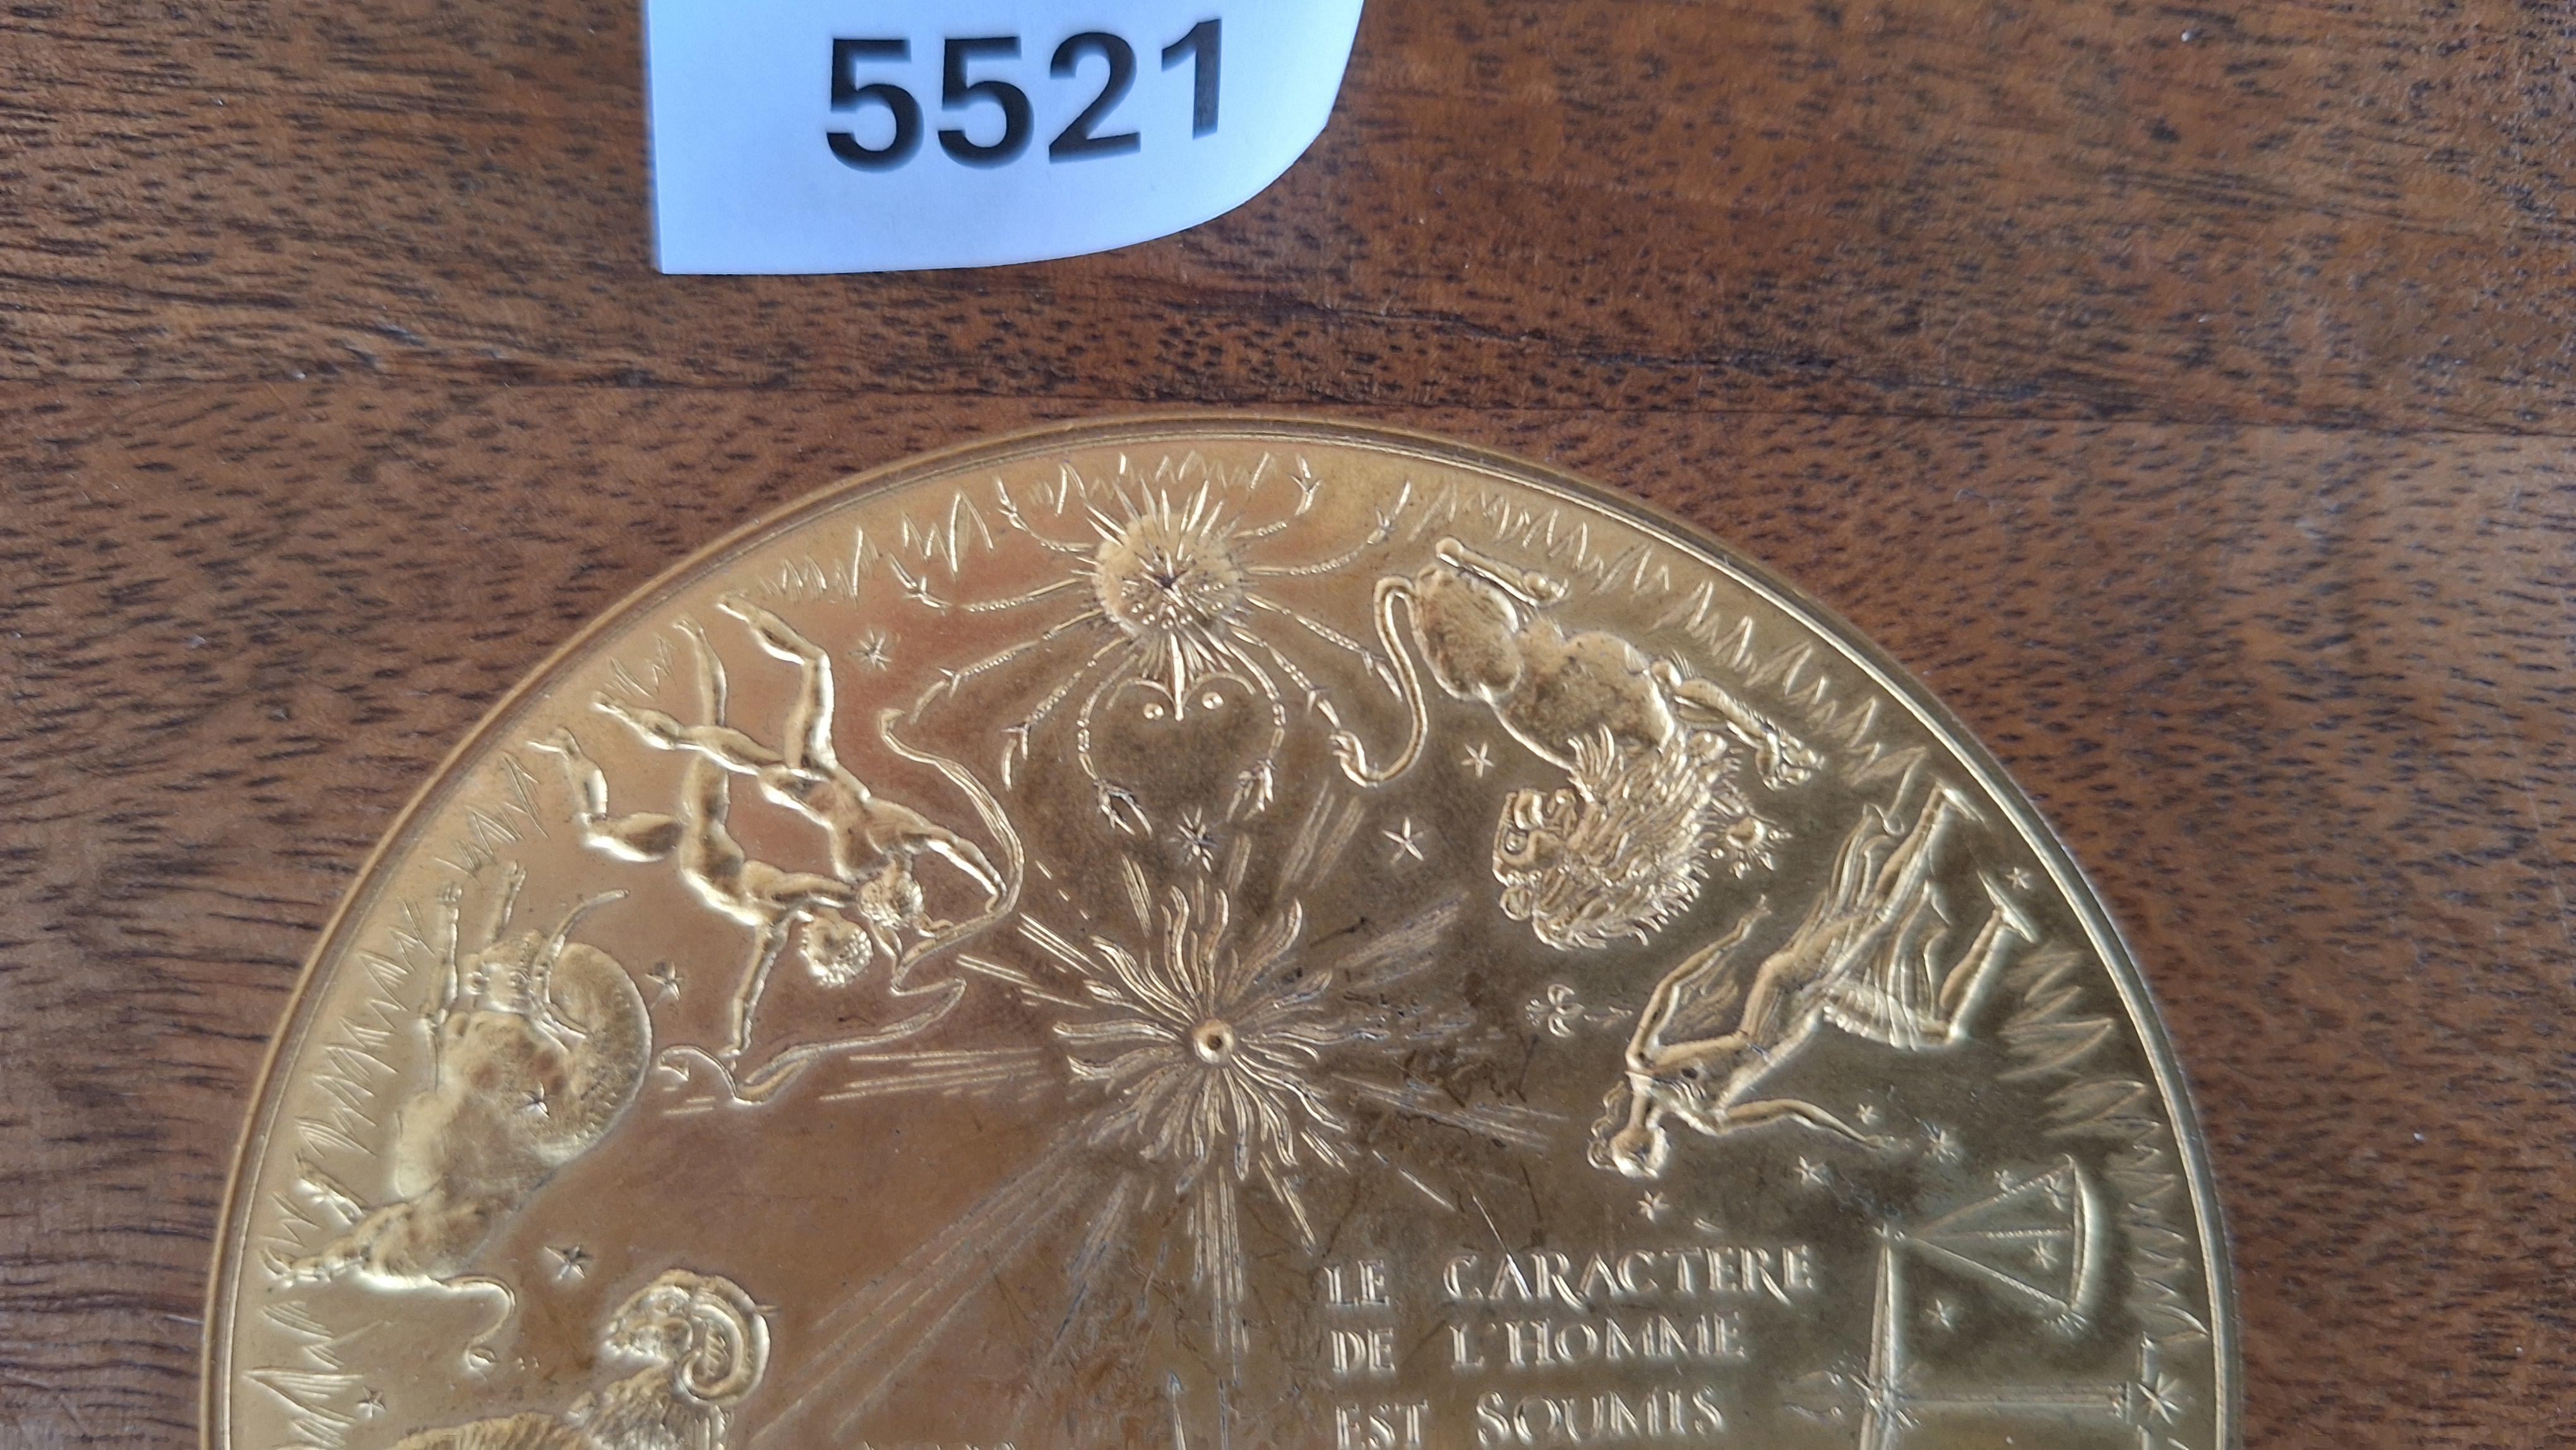 5521
LE CARACTERE
DE L'HOMME
EST SOUMIS